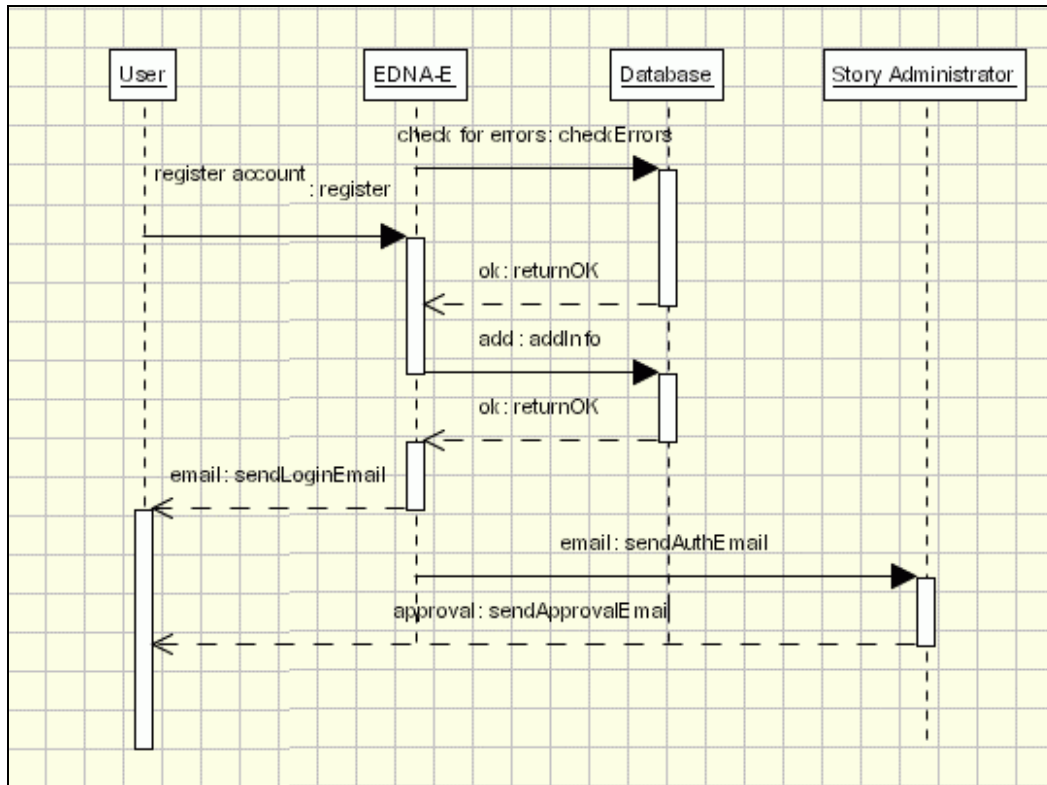 User
EDNA-E
Database
Story Administrator
check for errors: checkErrors
register account
: register
ok: returnOK
add: addInfo
ok: returnOK
email: sendLoginEmail
email: sendAuthEmail
approval: sendApprovalEmail